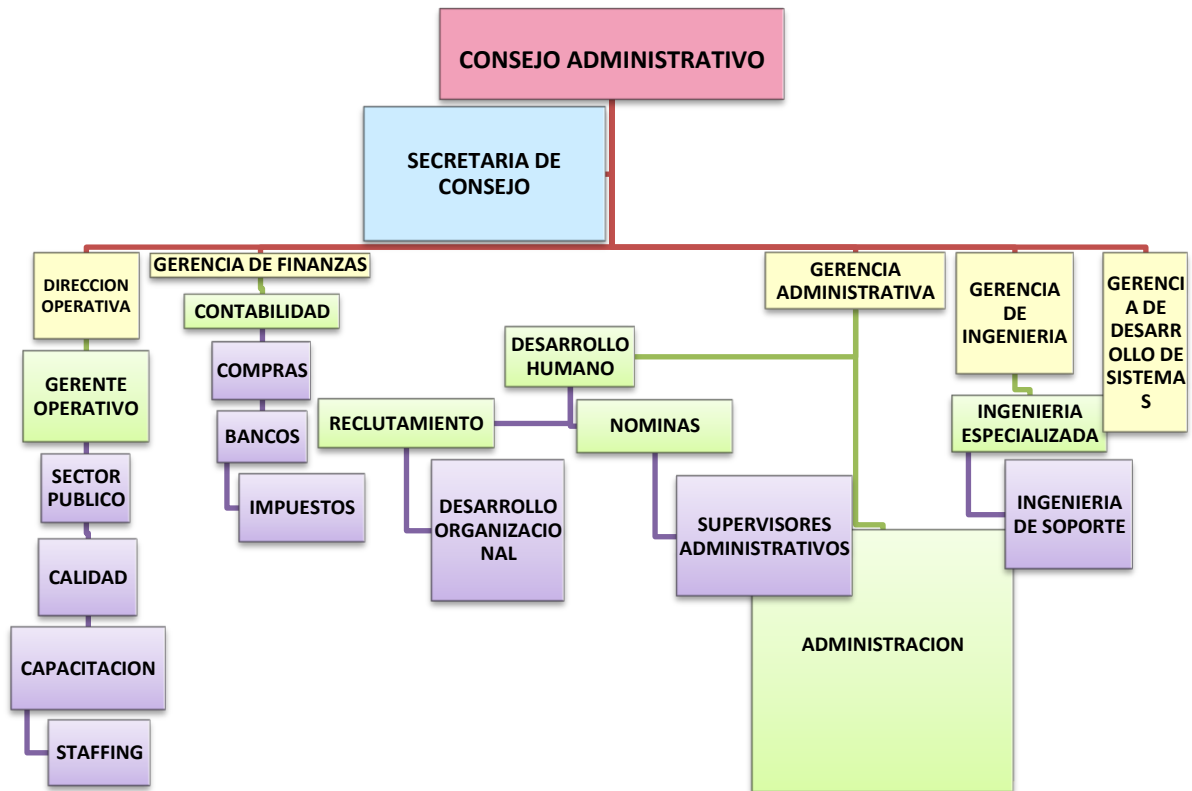 CONSEJO ADMINISTRATIVO
SECRETARIA DE
CONSEJO
DIRECCION
OPERATIVA
GERENTE
OPERATIVO
SECTOR
PUBLICO
CALIDAD
CAPACITACION
STAFFING
GERENCIA DE FINANZAS
CONTABILIDAD
COMPRAS
BANCOS
IMPUESTOS
GERENCIA
ADMINISTRATIVA
DESARROLLO
HUMANO
RECLUTAMIENTO
DESARROLLO
ORGANIZACIO
NAL
NOMINAS
SUPERVISORES
ADMINISTRATIVOS
ADMINISTRACION
GERENCIA
DE
INGENIERIA
INGENIERIA
ESPECIALIZADA
INGENIERIA
DE SOPORTE
GERENCI
A DE
DESARR
OLLO DE
SISTEMA
S